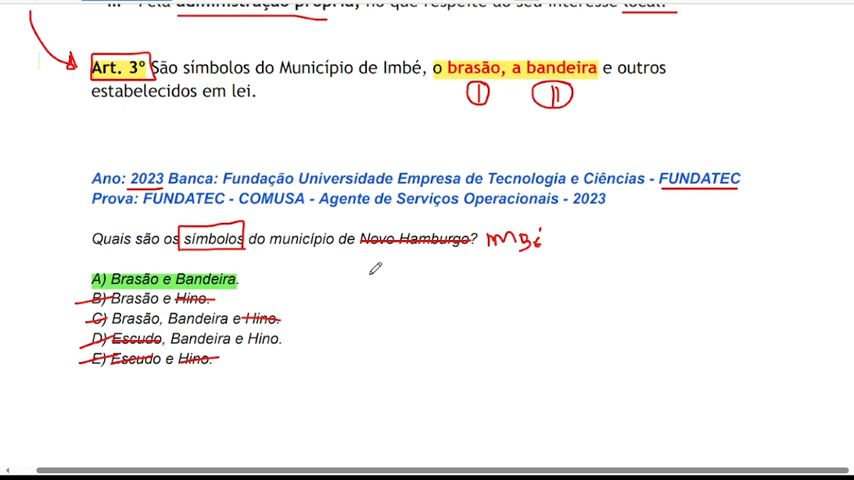 III - Pela administração própria, no que respeite ao seu interesse local.
Art. 3º São símbolos do Município de Imbé, o brasão, a bandeira e outros
estabelecidos em lei.
I II
Ano: 2023 Banca: Fundação Universidade Empresa de Tecnologia e Ciências - FUNDATEC
Prova: FUNDATEC - COMUSA - Agente de Serviços Operacionais - 2023
Quais são os símbolos do município de Novo Hamburgo? Imbé
A) Brasão e Bandeira.
B) Brasão e Hino.
C) Brasão, Bandeira e Hino.
D) Escudo, Bandeira e Hino.
E) Escudo e Hino.